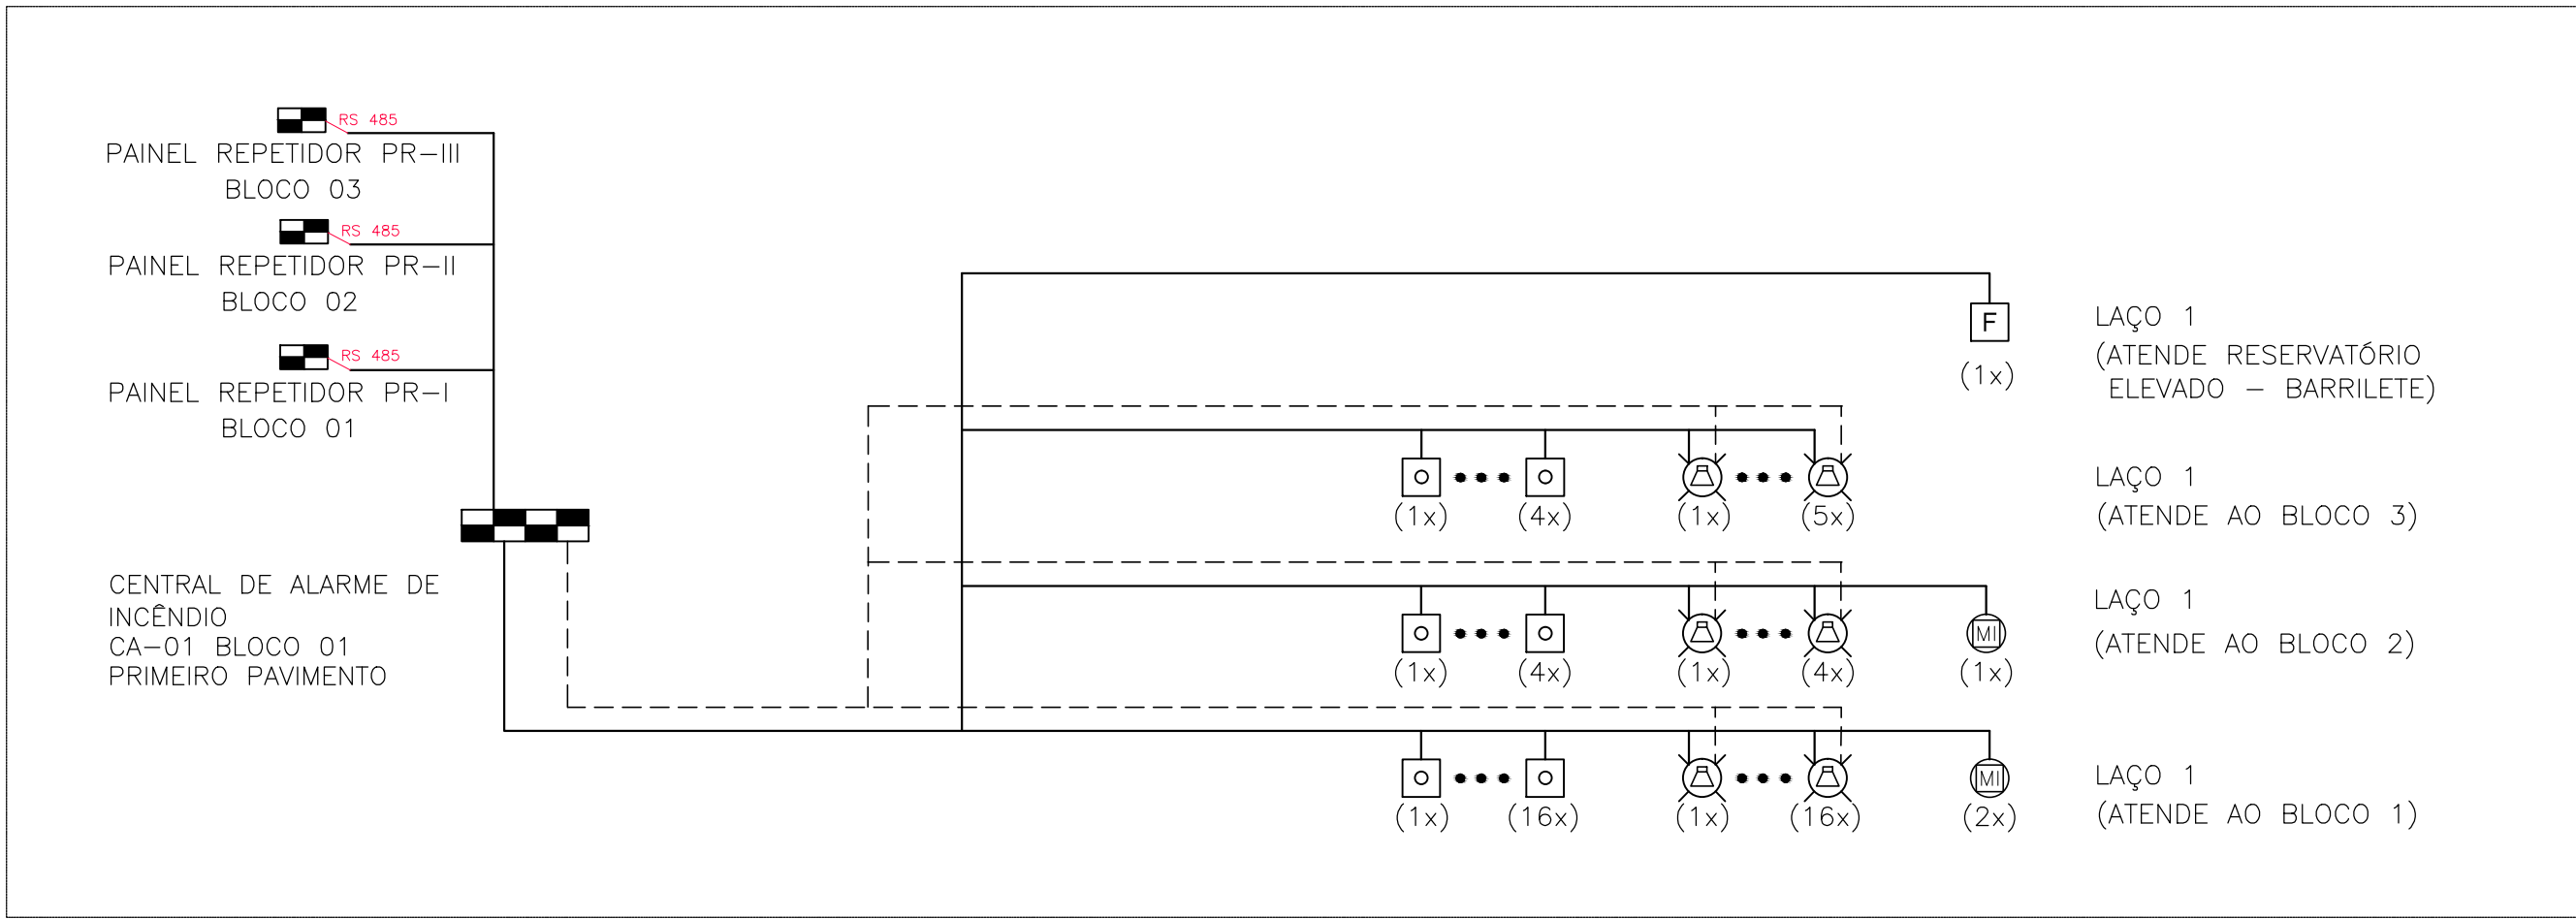 RS 485
PAINEL REPETIDOR PR-III
BLOCO 03
RS 485
PAINEL REPETIDOR PR-II
BLOCO 02
RS 485
PAINEL REPETIDOR PR-I
BLOCO 01
CENTRAL DE ALARME DE
INCÊNDIO
CA-01 BLOCO 01
PRIMEIRO PAVIMENTO
F
(1x)
LAÇO 1
(ATENDE RESERVATÓRIO
ELEVADO - BARRILETE)
(1x) (4x) (1x) (5x)
LAÇO 1
(ATENDE AO BLOCO 3)
MI
(1x) (4x) (1x) (4x) (1x)
LAÇO 1
(ATENDE AO BLOCO 2)
MI
(1x) (16x) (1x) (16x) (2x)
LAÇO 1
(ATENDE AO BLOCO 1)